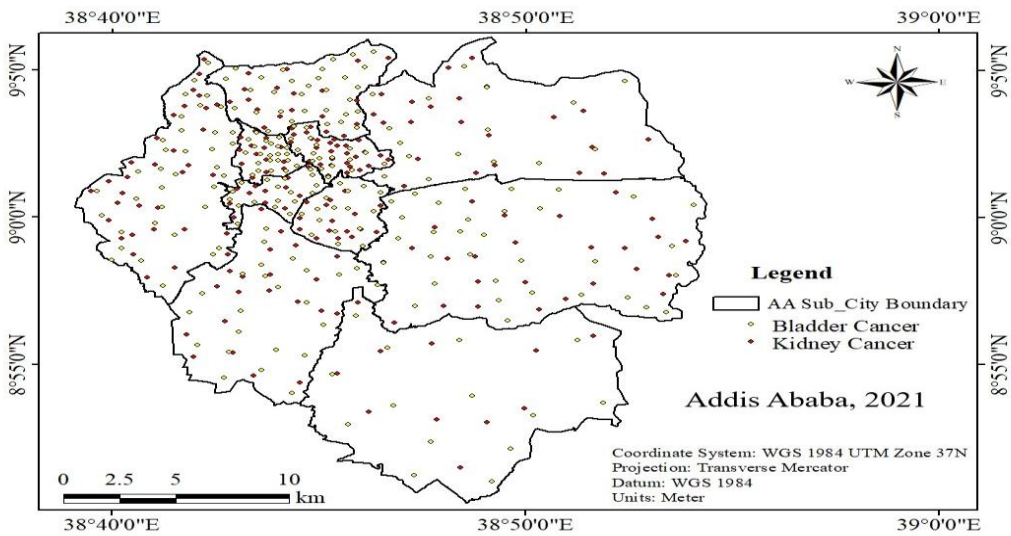 38°40'0"E 38°50'0"E 39°0'0"E
9°5'0"N 9°5'0"N
N
W E
S
9°0'0"N 9°0'0"N
Legend
AA Sub_City Boundary
Bladder Cancer
Kidney Cancer
8°55'0"N 8°55'0"N
Addis Ababa, 2021
Coordinate System: WGS 1984 UTM Zone 37N
Projection: Transverse Mercator
Datum: WGS 1984
Units: Meter
0 2.5 5 10
km
38°40'0"E 38°50'0"E 39°0'0"E